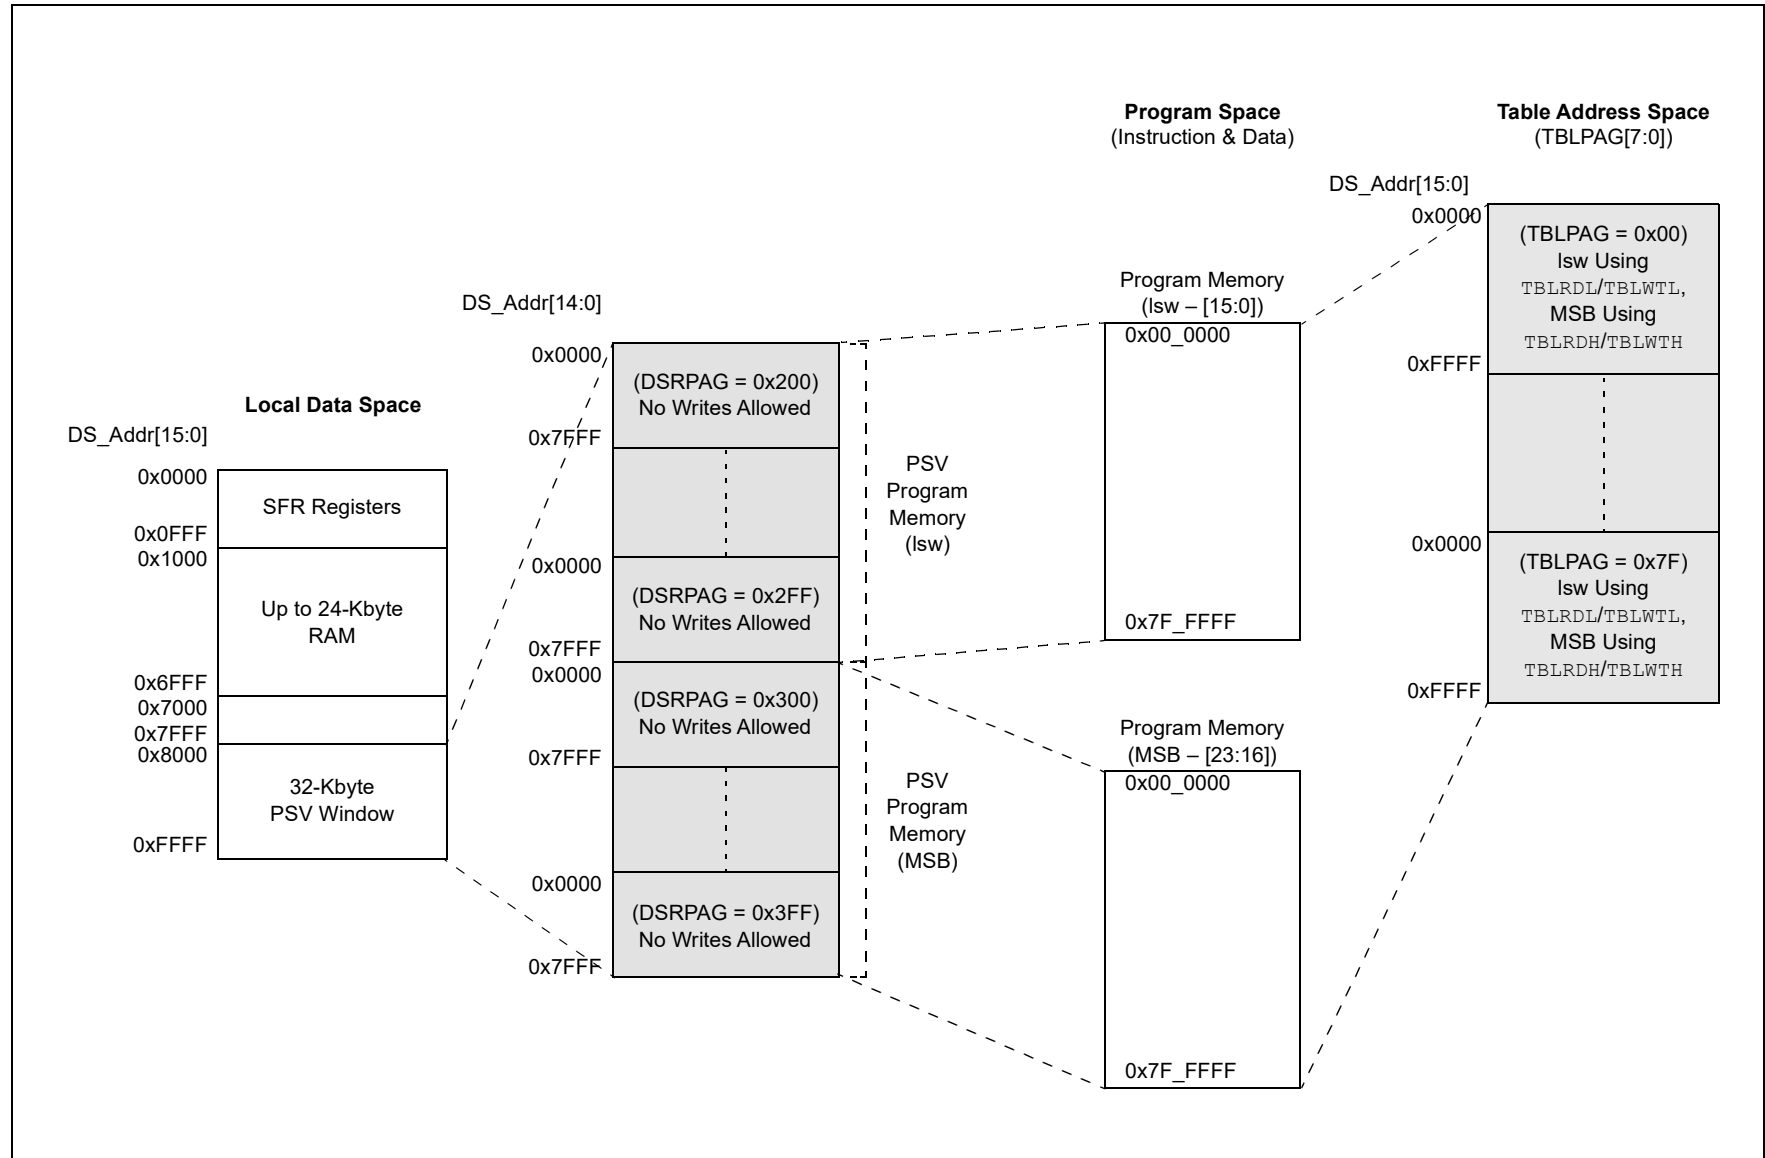 Program Space
(Instruction & Data)
Table Address Space
(TBLPAG[7:0])
Local Data Space
DS_Addr[15:0]
0x0000
SFR Registers
0x0FFF
0x1000
Up to 24-Kbyte
RAM
0x6FFF
0x7000
0x7FFF
0x8000
32-Kbyte
PSV Window
0xFFFF
DS_Addr[14:0]
0x0000
(DSRPAG = 0x200)
No Writes Allowed
0x7FFF
0x0000
(DSRPAG = 0x2FF)
No Writes Allowed
0x7FFF
0x0000
(DSRPAG = 0x300)
No Writes Allowed
0x7FFF
0x0000
(DSRPAG = 0x3FF)
No Writes Allowed
0x7FFF
PSV
Program
Memory
(lsw)
PSV
Program
Memory
(MSB)
Program Memory
(lsw – [15:0])
0x00_0000
0x7F_FFFF
Program Memory
(MSB – [23:16])
0x00_0000
0x7F_FFFF
DS_Addr[15:0]
0x0000
(TBLPAG = 0x00)
lsw Using
TBLRDL/TBLWTL,
MSB Using
TBLRDH/TBLWTH
0xFFFF
0x0000
(TBLPAG = 0x7F)
lsw Using
TBLRDL/TBLWTL,
MSB Using
TBLRDH/TBLWTH
0xFFFF